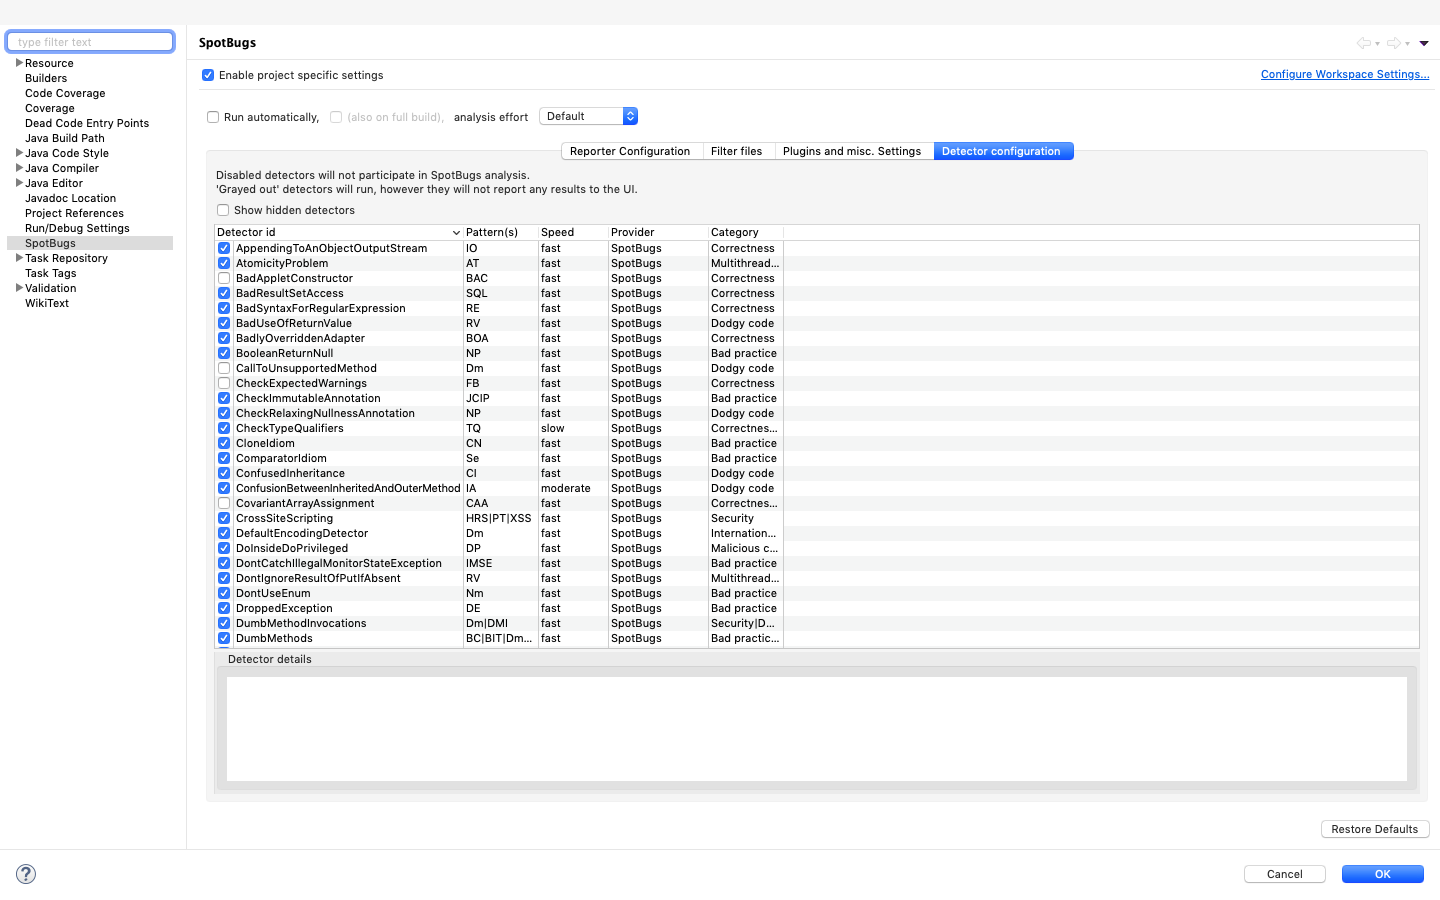 type filter text
Resource
Builders
Code Coverage
Coverage
Dead Code Entry Points
Java Build Path
Java Code Style
Java Compiler
Java Editor
Javadoc Location
Project References
Run/Debug Settings
SpotBugs
Task Repository
Task Tags
Validation
WikiText
SpotBugs
Enable project specific settings
Configure Workspace Settings...
Run automatically, (also on full build), analysis effort Default
Reporter Configuration Filter files Plugins and misc. Settings Detector configuration
Disabled detectors will not participate in SpotBugs analysis.
'Grayed out' detectors will run, however they will not report any results to the UI.
Show hidden detectors
Detector id Pattern(s) Speed Provider Category
AppendingToAnObjectOutputStream IO fast SpotBugs Correctness
AtomicityProblem AT fast SpotBugs Multithread...
BadAppletConstructor BAC fast SpotBugs Correctness
BadResultSetAccess SQL fast SpotBugs Correctness
BadSyntaxForRegularExpression RE fast SpotBugs Correctness
BadUseOfReturnValue RV fast SpotBugs Dodgy code
BadlyOverriddenAdapter BOA fast SpotBugs Correctness
BooleanReturnNull NP fast SpotBugs Bad practice
CallToUnsupportedMethod Dm fast SpotBugs Dodgy code
CheckExpectedWarnings FB fast SpotBugs Correctness
CheckImmutableAnnotation JCIP fast SpotBugs Bad practice
CheckRelaxingNullnessAnnotation NP fast SpotBugs Dodgy code
CheckTypeQualifiers TQ slow SpotBugs Correctnes...
CloneIdiom CN fast SpotBugs Bad practice
ComparatorIdiom Se fast SpotBugs Bad practice
ConfusedInheritance CI fast SpotBugs Dodgy code
ConfusionBetweenInheritedAndOuterMethod IA moderate SpotBugs Dodgy code
CovariantArrayAssignment CAA fast SpotBugs Correctnes...
CrossSiteScripting HRS|PT|XSS fast SpotBugs Security
DefaultEncodingDetector Dm fast SpotBugs Internation...
DoInsideDoPrivileged DP fast SpotBugs Malicious c...
DontCatchIllegalMonitorStateException IMSE fast SpotBugs Bad practice
DontIgnoreResultOfPutIfAbsent RV fast SpotBugs Multithread...
DontUseEnum Nm fast SpotBugs Bad practice
DroppedException DE fast SpotBugs Bad practice
DumbMethodInvocations Dm|DMI fast SpotBugs Security|D...
DumbMethods BC|BIT|Dm... fast SpotBugs Bad practic...
Detector details
Restore Defaults
?
Cancel
OK